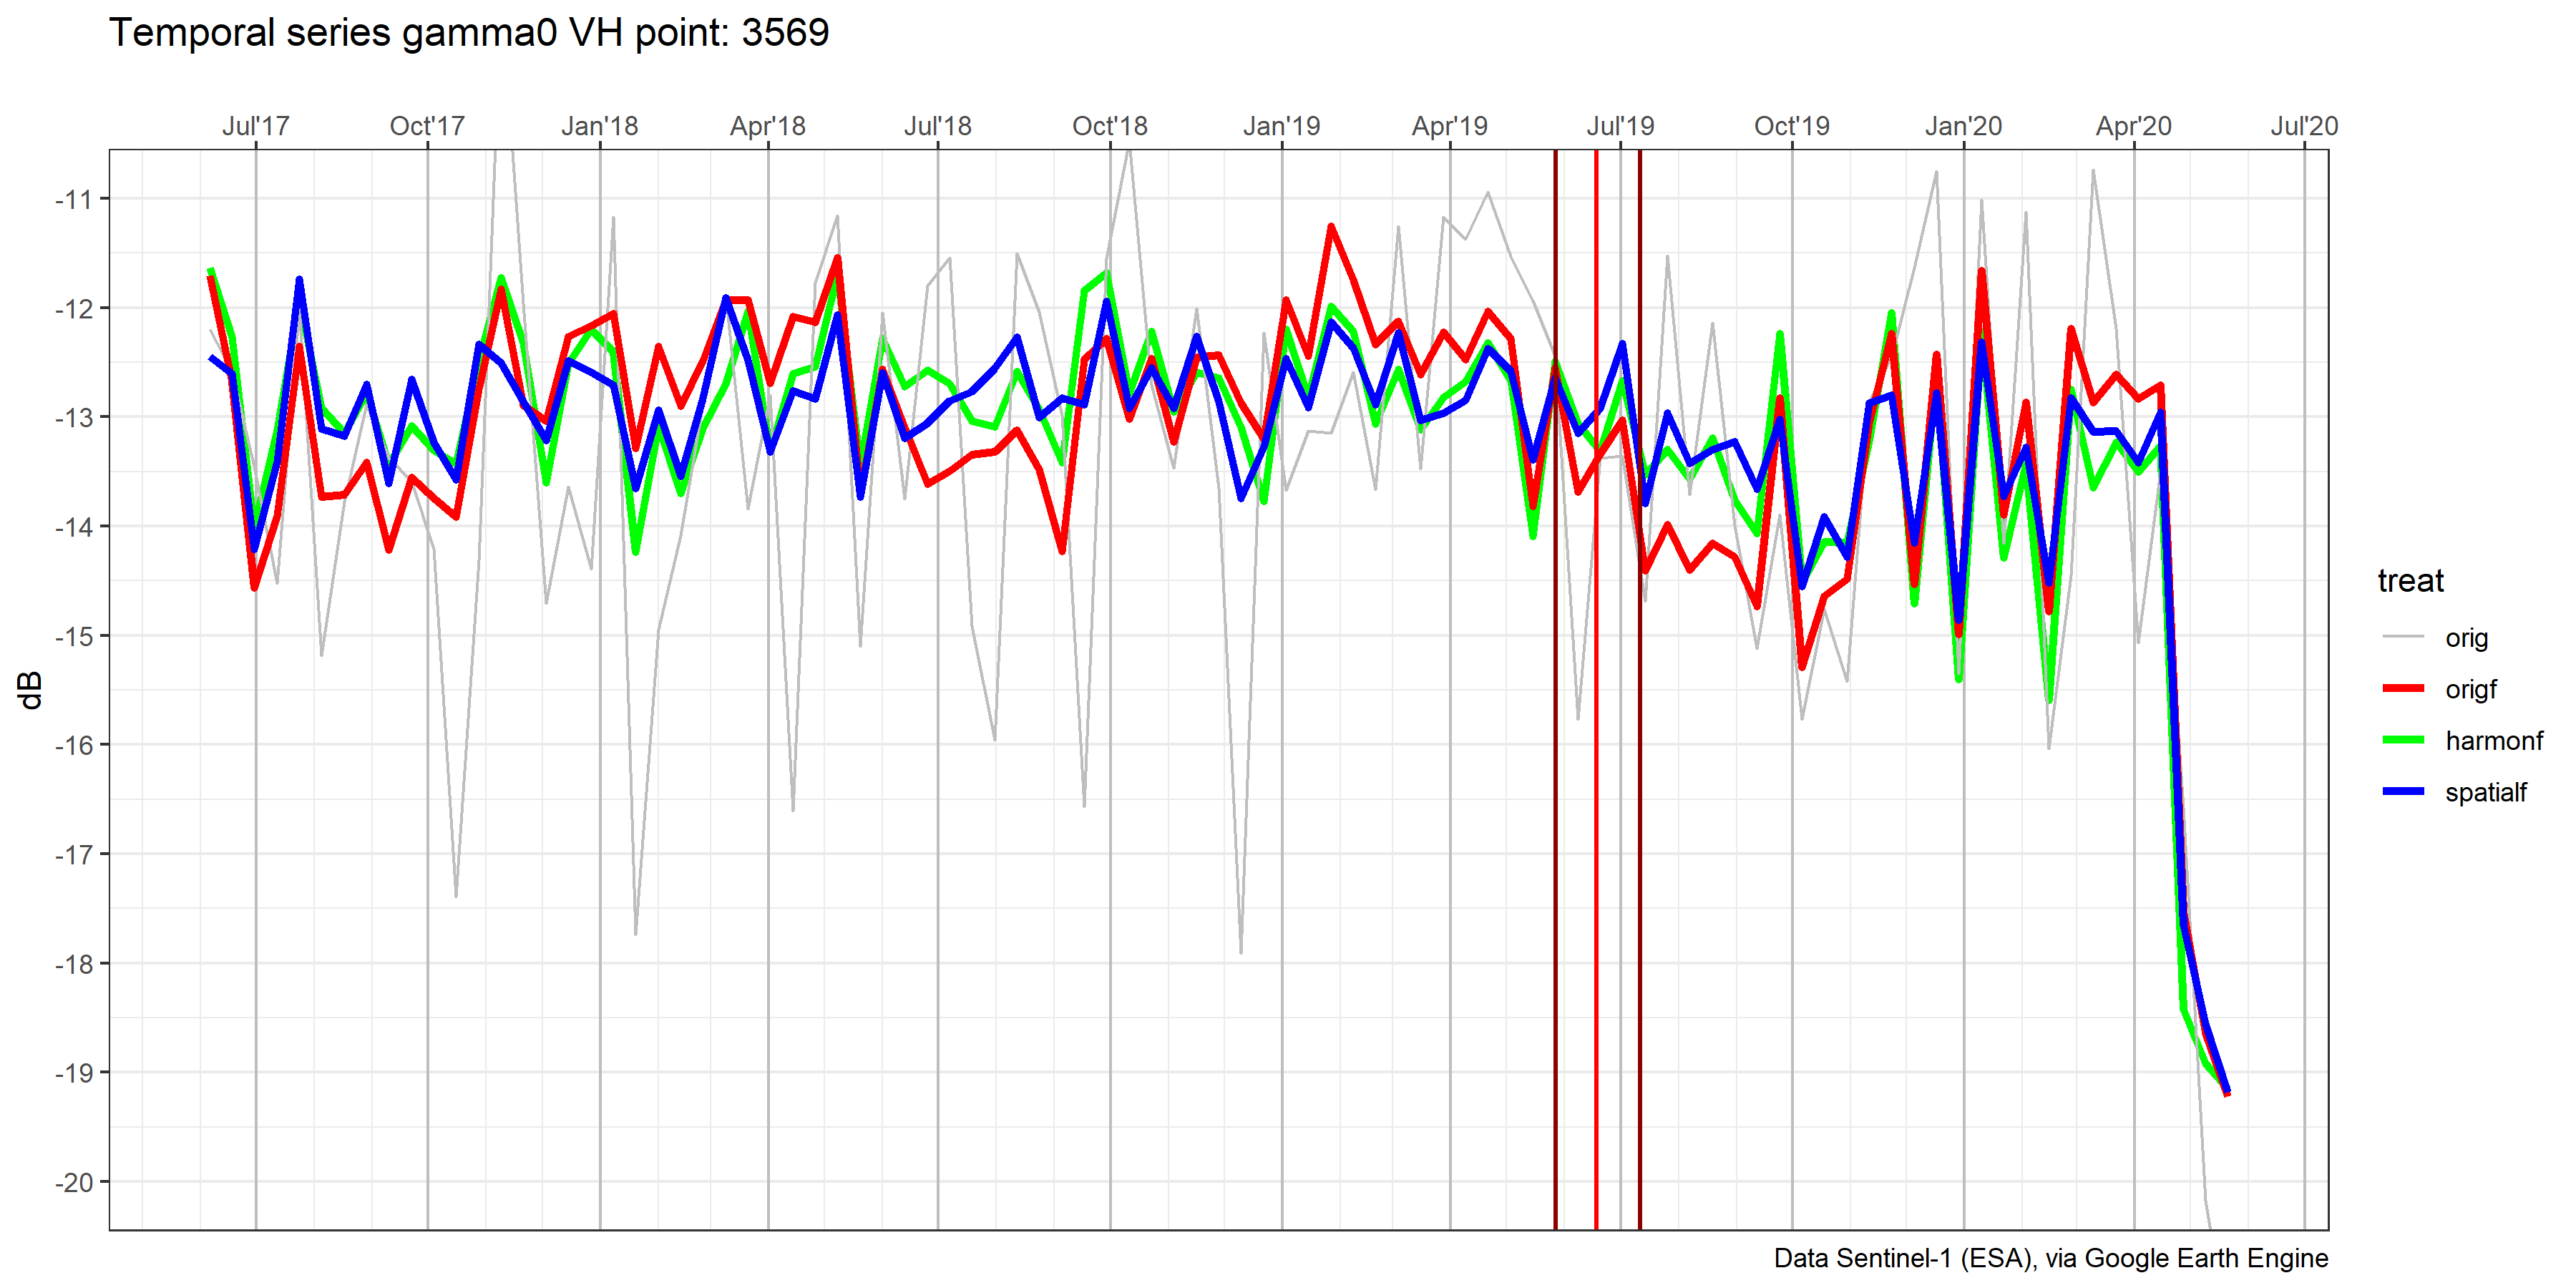 Temporal series gamma0 VH point: 3569
Jul'17 Oct'17 Jan'18 Apr'18 Jul'18 Oct'18 Jan'19 Apr'19 Jul'19 Oct'19 Jan'20 Apr'20 Jul'20
-11
-12
-13
-14
-15
-16
-17
-18
-19
-20
dB
treat
orig
origf
harmonf
spatialf
Data Sentinel-1 (ESA), via Google Earth Engine